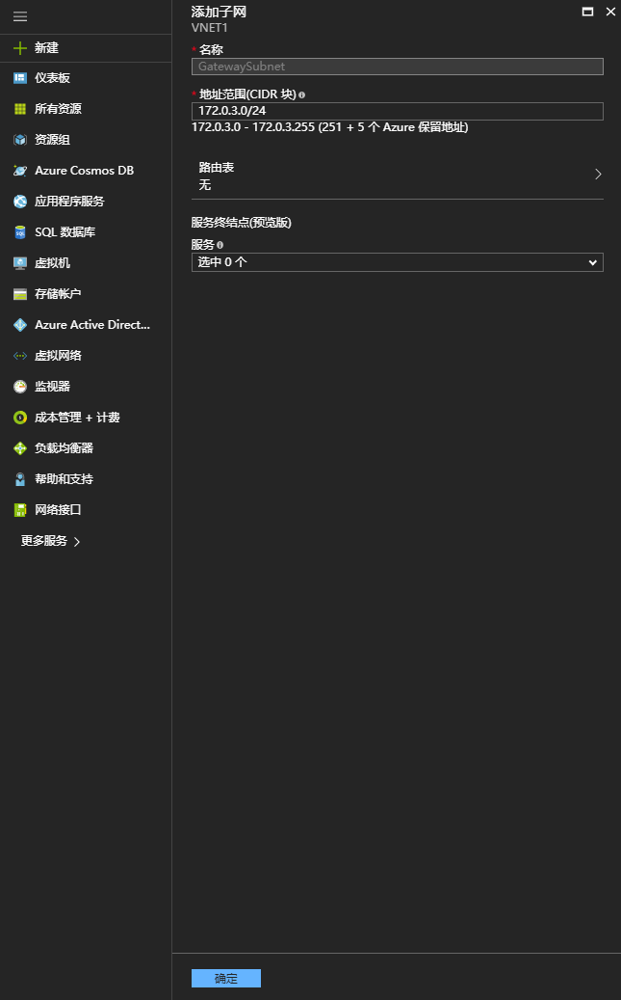 新建
仪表板
所有资源
资源组
Azure Cosmos DB
应用程序服务
SQL 数据库
虚拟机
存储帐户
Azure Active Direct...
虚拟网络
监视器
成本管理 + 计费
负载均衡器
帮助和支持
网络接口
更多服务
添加子网
VNET1
* 名称
GatewaySubnet
* 地址范围(CIDR 块)
172.0.3.0/24
172.0.3.0 - 172.0.3.255 (251 + 5 个 Azure 保留地址)
路由表
无
服务终结点(预览版)
服务
选中 0 个
确定